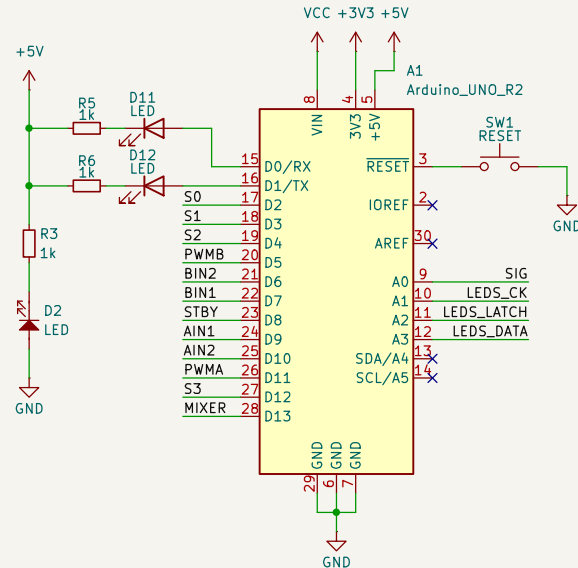 VCC +3V3 +5V
+5V
A1
Arduino_UNO_R2
R5
1k
D11
LED
8
4
5
VIN
3V3
+5V
SW1
RESET
R6
1k
D12
LED
15 D0/RX
RESET 3
16 D1/TX
S0 17 D2
IOREF 2
GND
S1 18 D3
S2 19 D4
AREF 30
R3
1k
PWMB 20 D5
BIN2 21 D6
A0 9 SIG
BIN1 22 D7
A1 10 LEDS_CK
D2
LED
STBY 23 D8
A2 11 LEDS_LATCH
AIN1 24 D9
A3 12 LEDS_DATA
AIN2 25 D10
SDA/A4 13
PWMA 26 D11
SCL/A5 14
S3 27 D12
GND
MIXER 28 D13
GND
GND
GND
29
6
7
GND